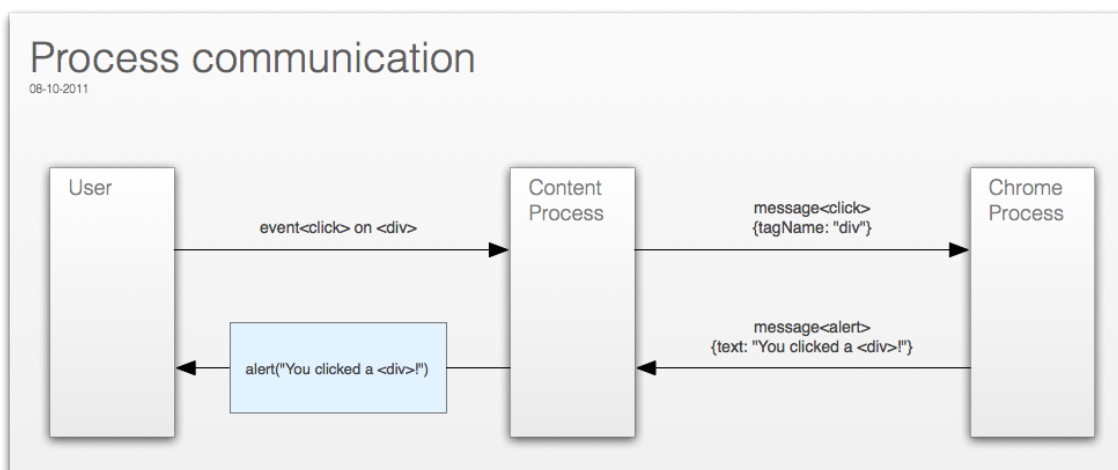 Process communication
08-10-2011
User
Content
Process
Chrome
Process
event<click> on <div>
message<click>
{tagName: "div"}
alert("You clicked a <div>!")
message<alert>
{text: "You clicked a <div>!"}